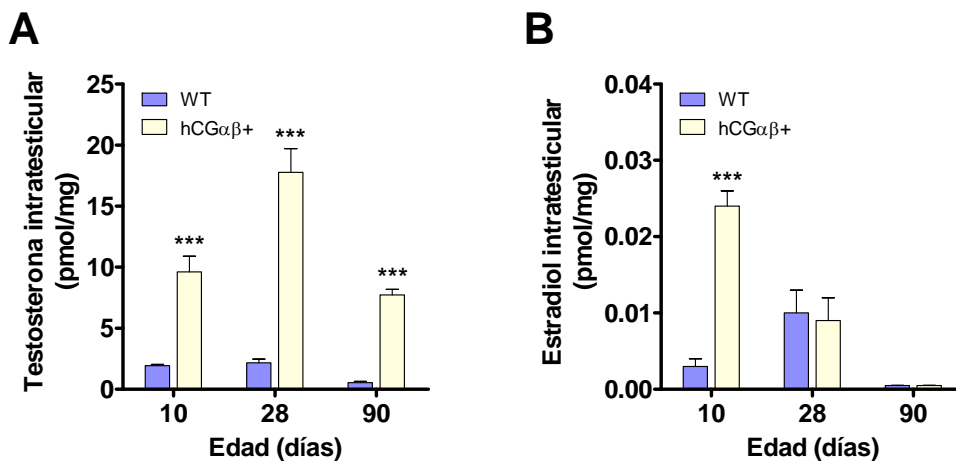 A
Testosterona intratesticular
(pmol/mg)
25
20
15
10
5
0
WT
hCGαβ+
***
***
***
10 28 90
Edad (días)
B
Estradiol intratesticular
(pmol/mg)
0.04
0.03
0.02
0.01
0.00
WT
hCGαβ+
***
10 28 90
Edad (días)